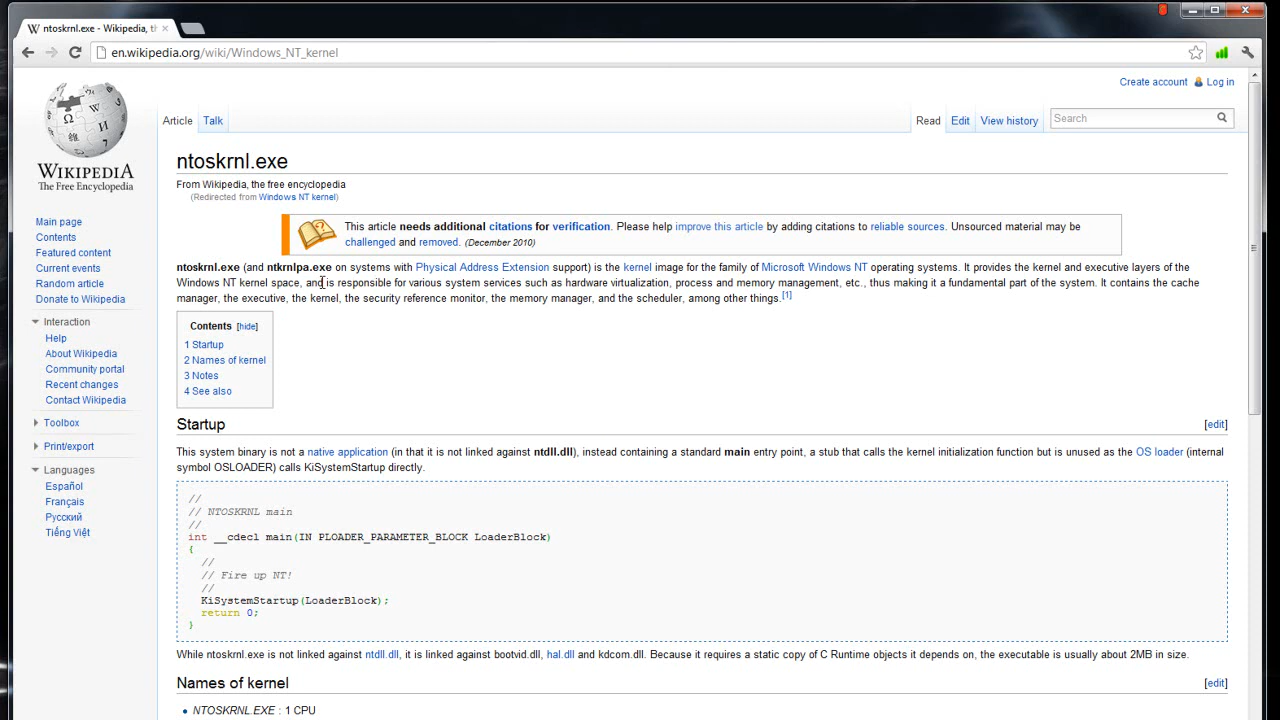 ntoskrnl.exe - Wikipedia, th
en.wikipedia.org/wiki/Windows_NT_kernel
Create account Log in
Article Talk Read Edit View history Search
WIKIPEDIA
The Free Encyclopedia
Main page
Contents
Featured content
Current events
Random article
Donate to Wikipedia
Interaction
Help
About Wikipedia
Community portal
Recent changes
Contact Wikipedia
Toolbox
Print/export
Languages
Español
Français
Русский
Tiếng Việt
ntoskrnl.exe
From Wikipedia, the free encyclopedia
(Redirected from Windows NT kernel)
This article needs additional citations for verification. Please help improve this article by adding citations to reliable sources. Unsourced material may be
challenged and removed. (December 2010)
ntoskrnl.exe (and ntkrnlpa.exe on systems with Physical Address Extension support) is the kernel image for the family of Microsoft Windows NT operating systems. It provides the kernel and executive layers of the
Windows NT kernel space, and is responsible for various system services such as hardware virtualization, process and memory management, etc., thus making it a fundamental part of the system. It contains the cache
manager, the executive, the kernel, the security reference monitor, the memory manager, and the scheduler, among other things.[1]
Contents [hide]
1 Startup
2 Names of kernel
3 Notes
4 See also
Startup [edit]
This system binary is not a native application (in that it is not linked against ntdll.dll), instead containing a standard main entry point, a stub that calls the kernel initialization function but is unused as the OS loader (internal
symbol OSLOADER) calls KiSystemStartup directly.
//
// NTOSKRNL main
//
int __cdecl main(IN PLOADER_PARAMETER_BLOCK LoaderBlock)
{
//
// Fire up NT!
//
KiSystemStartup(LoaderBlock);
return 0;
}
While ntoskrnl.exe is not linked against ntdll.dll, it is linked against bootvid.dll, hal.dll and kdcom.dll. Because it requires a static copy of C Runtime objects it depends on, the executable is usually about 2MB in size.
Names of kernel [edit]
• NTOSKRNL.EXE : 1 CPU